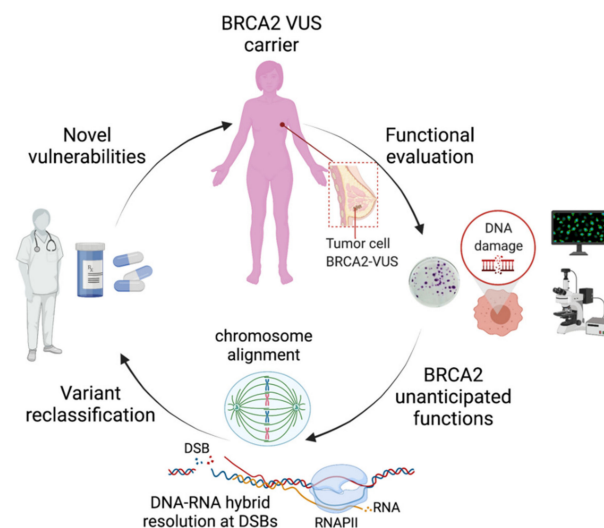 BRCA2 VUS
carrier
Novel
vulnerabilities
Functional
evaluation
Tumor cell
BRCA2-VUS
DNA
damage
chromosome
alignment
BRCA2
unanticipated
functions
Variant
reclassification
DSB
DNA-RNA hybrid
resolution at DSBs
RNAPII
RNA